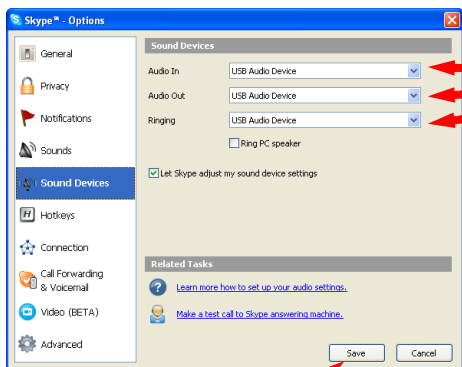 Skype™ - Options
General
Privacy
Notifications
Sounds
Sound Devices
H Hotkeys
Connection
Call Forwarding
& Voicemail
Video (BETA)
Advanced
Sound Devices
Audio In USB Audio Device
Audio Out USB Audio Device
Ringing USB Audio Device
Ring PC speaker
Let Skype adjust my sound device settings
Related Tasks
? Learn more how to set up your audio settings.
Make a test call to Skype answering machine.
Save Cancel